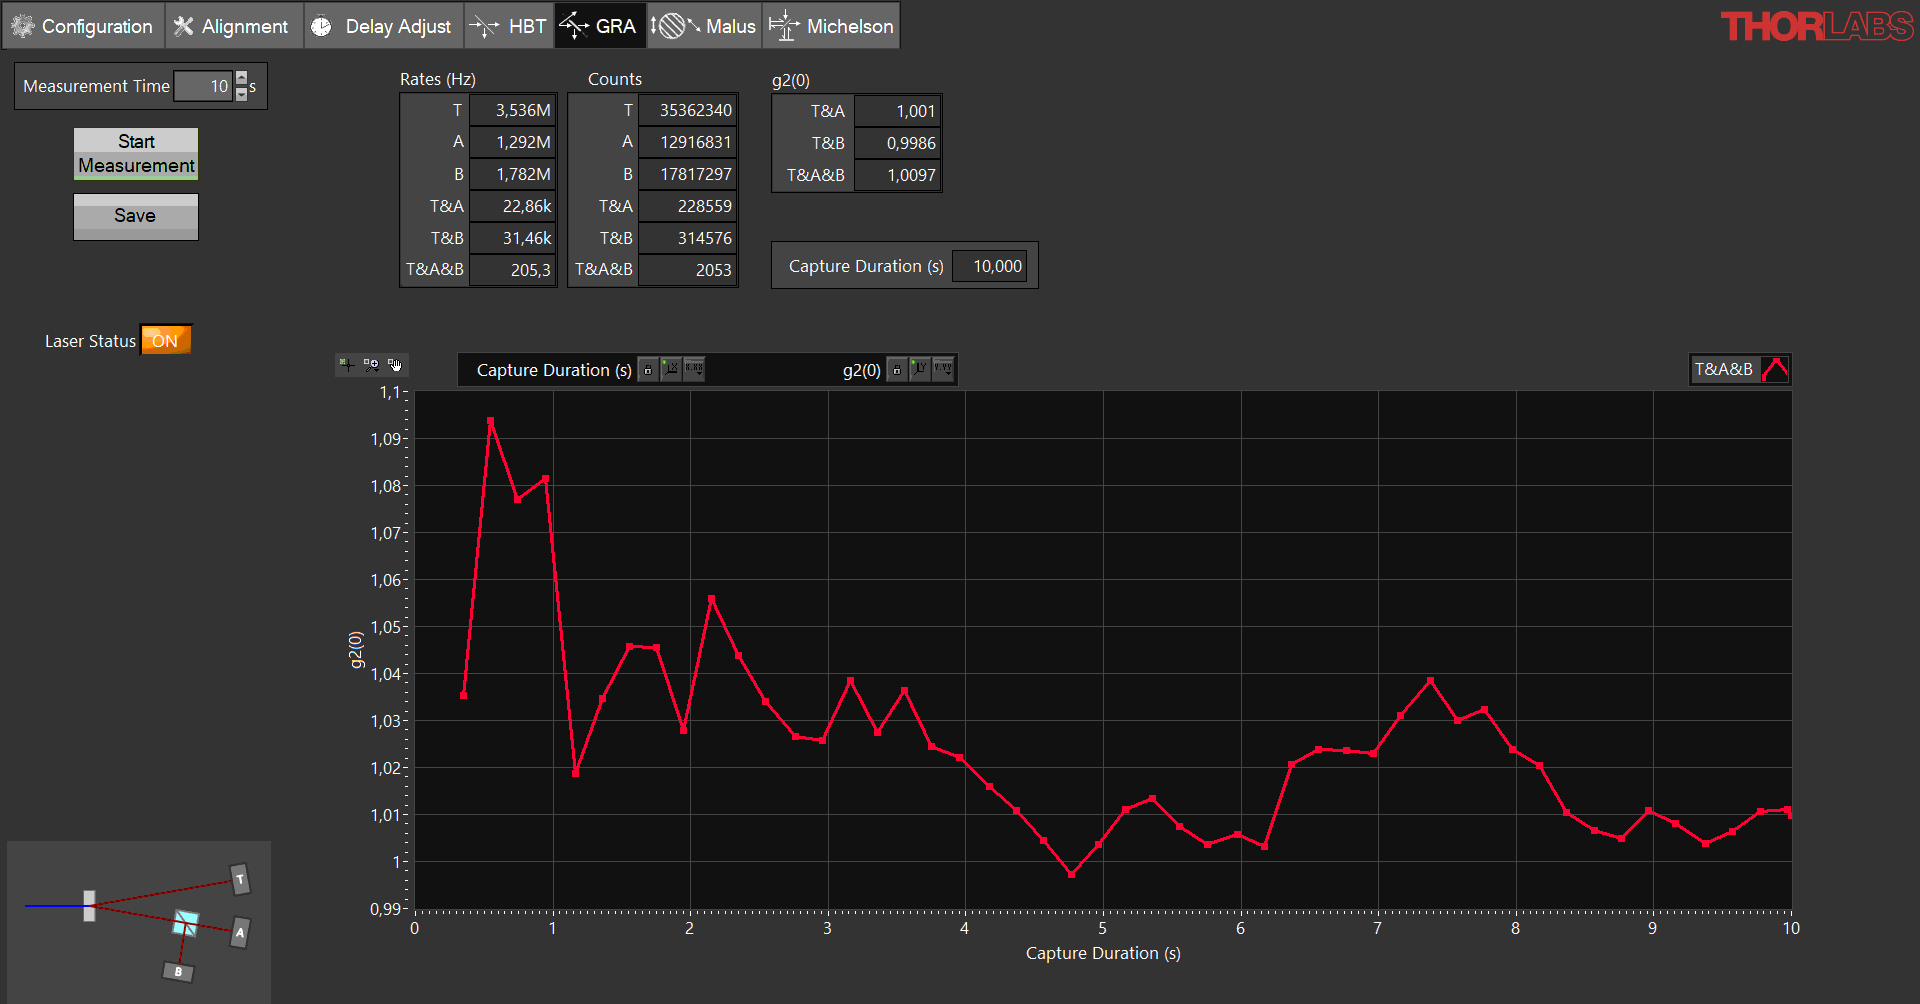 Configuration
Alignment
Delay Adjust
HBT
GRA
Malus
Michelson
THORLABS
Measurement Time 10 s
Start
Measurement
Save
Laser Status ON
Rates (Hz)
T 3,536M
A 1,292M
B 1,782M
T&A 22,86k
T&B 31,46k
T&A&B 205,3
Counts
T 35362340
A 12916831
B 17817297
T&A 228559
T&B 314576
T&A&B 2053
g2(0)
T&A 1,001
T&B 0,9986
T&A&B 1,0097
Capture Duration (s) 10,000
Capture Duration (s)
g2(0)
T&A&B
1,1
1,09
1,08
1,07
1,06
1,05
1,04
1,03
1,02
1,01
1
0,99
g2(0)
0 1 2 3 4 5 6 7 8 9 10
Capture Duration (s)
T
A
B